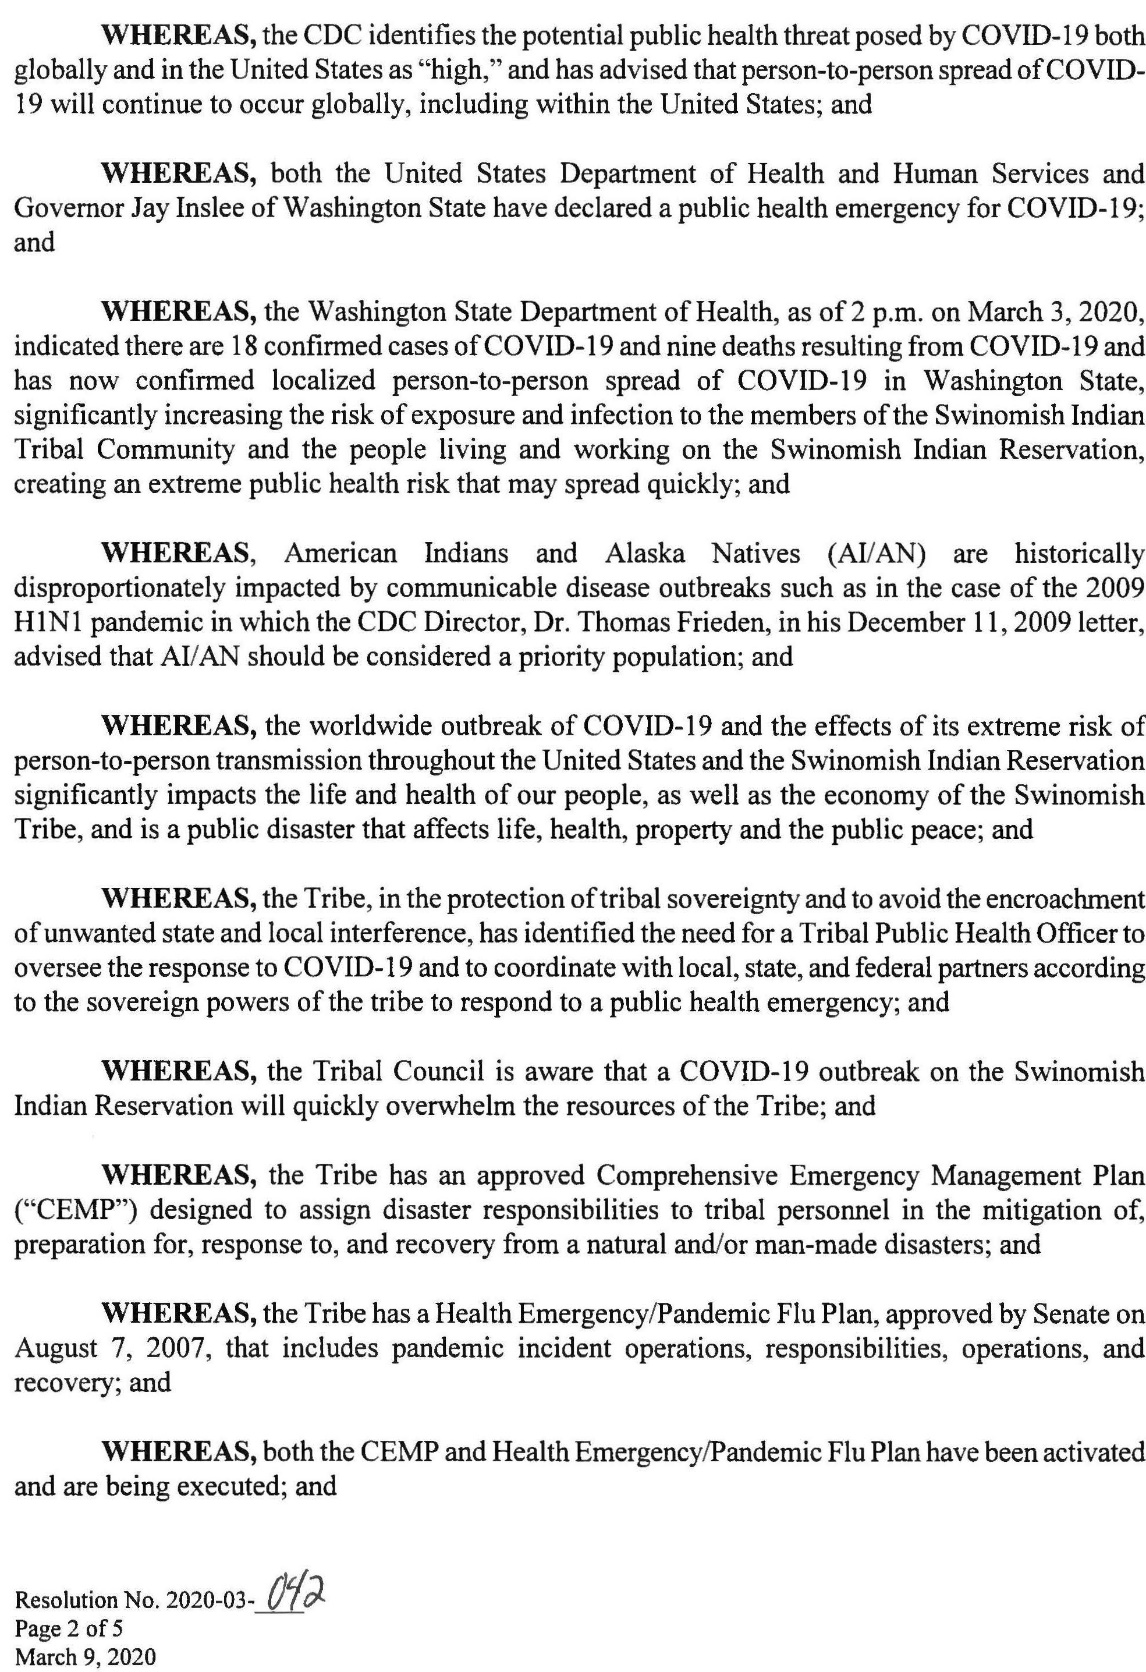 WHEREAS, the CDC identifies the potential public health threat posed by COVID-19 both
globally and in the United States as “high,” and has advised that person-to-person spread of COVID-
19 will continue to occur globally, including within the United States; and
WHEREAS, both the United States Department of Health and Human Services and
Governor Jay Inslee of Washington State have declared a public health emergency for COVID-19;
and
WHEREAS, the Washington State Department of Health, as of 2 p.m. on March 3, 2020,
indicated there are 18 confirmed cases of COVID-19 and nine deaths resulting from COVID-19 and
has now confirmed localized person-to-person spread of COVID-19 in Washington State,
significantly increasing the risk of exposure and infection to the members of the Swinomish Indian
Tribal Community and the people living and working on the Swinomish Indian Reservation,
creating an extreme public health risk that may spread quickly; and
WHEREAS, American Indians and Alaska Natives (AI/AN) are historically
disproportionately impacted by communicable disease outbreaks such as in the case of the 2009
H1N1 pandemic in which the CDC Director, Dr. Thomas Frieden, in his December 11, 2009 letter,
advised that AI/AN should be considered a priority population; and
WHEREAS, the worldwide outbreak of COVID-19 and the effects of its extreme risk of
person-to-person transmission throughout the United States and the Swinomish Indian Reservation
significantly impacts the life and health of our people, as well as the economy of the Swinomish
Tribe, and is a public disaster that affects life, health, property and the public peace; and
WHEREAS, the Tribe, in the protection of tribal sovereignty and to avoid the encroachment
of unwanted state and local interference, has identified the need for a Tribal Public Health Officer to
oversee the response to COVID-19 and to coordinate with local, state, and federal partners according
to the sovereign powers of the tribe to respond to a public health emergency; and
WHEREAS, the Tribal Council is aware that a COVID-19 outbreak on the Swinomish
Indian Reservation will quickly overwhelm the resources of the Tribe; and
WHEREAS, the Tribe has an approved Comprehensive Emergency Management Plan
(“CEMP”) designed to assign disaster responsibilities to tribal personnel in the mitigation of,
preparation for, response to, and recovery from a natural and/or man-made disasters; and
WHEREAS, the Tribe has a Health Emergency/Pandemic Flu Plan, approved by Senate on
August 7, 2007, that includes pandemic incident operations, responsibilities, operations, and
recovery; and
WHEREAS, both the CEMP and Health Emergency/Pandemic Flu Plan have been activated
and are being executed; and
Resolution No. 2020-03-042
Page 2 of 5
March 9, 2020